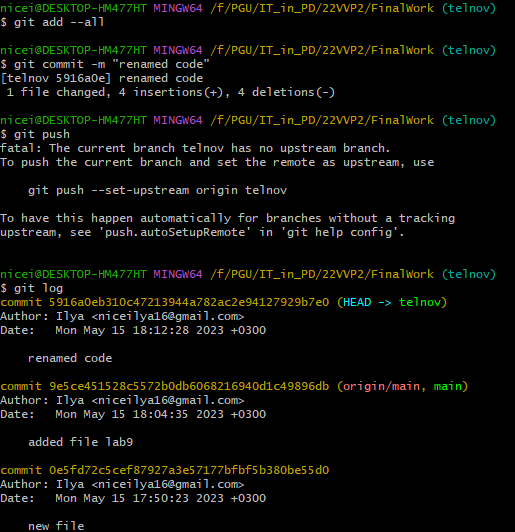 nicei@DESKTOP-HM477HT MINGW64 /f/PGU/IT_in_PD/22VVP2/FinalWork (telnov)
$ git add --all

nicei@DESKTOP-HM477HT MINGW64 /f/PGU/IT_in_PD/22VVP2/FinalWork (telnov)
$ git commit -m "renamed code"
[telnov 5916a0e] renamed code
 1 file changed, 4 insertions(+), 4 deletions(-)

nicei@DESKTOP-HM477HT MINGW64 /f/PGU/IT_in_PD/22VVP2/FinalWork (telnov)
$ git push
fatal: The current branch telnov has no upstream branch.
To push the current branch and set the remote as upstream, use

    git push --set-upstream origin telnov

To have this happen automatically for branches without a tracking
upstream, see 'push.autoSetupRemote' in 'git help config'.

nicei@DESKTOP-HM477HT MINGW64 /f/PGU/IT_in_PD/22VVP2/FinalWork (telnov)
$ git log
commit 5916a0eb310c47213944a782ac2e94127929b7e0 (HEAD -> telnov)
Author: Ilya <niceilya16@gmail.com>
Date:   Mon May 15 18:12:28 2023 +0300

    renamed code

commit 9e5ce451528c5572b0db6068216940d1c49896db (origin/main, main)
Author: Ilya <niceilya16@gmail.com>
Date:   Mon May 15 18:04:35 2023 +0300

    added file lab9

commit 0e5fd72c5cef87927a3e57177bfbf5b380be55d0
Author: Ilya <niceilya16@gmail.com>
Date:   Mon May 15 17:50:23 2023 +0300

    new file